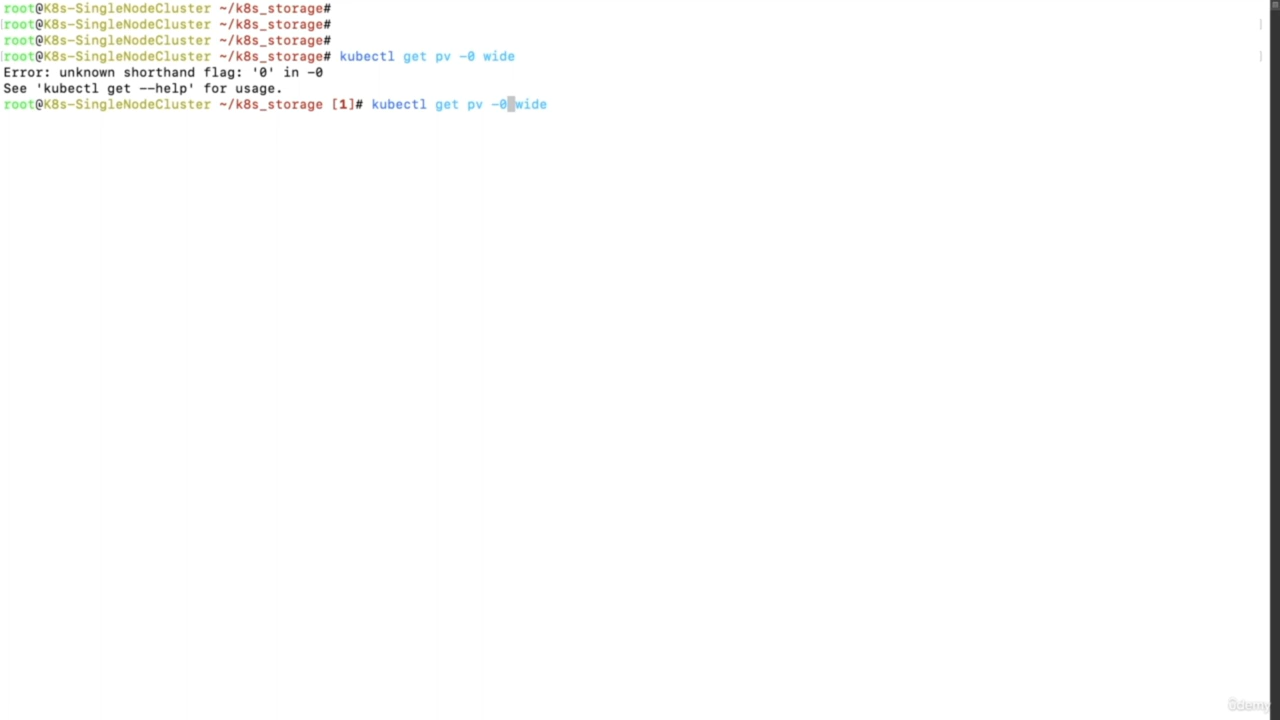 root@K8s-SingleNodeCluster ~/k8s_storage#
root@K8s-SingleNodeCluster ~/k8s_storage#
root@K8s-SingleNodeCluster ~/k8s_storage#
root@K8s-SingleNodeCluster ~/k8s_storage# kubectl get pv -0 wide
Error: unknown shorthand flag: '0' in -0
See 'kubectl get --help' for usage.
root@K8s-SingleNodeCluster ~/k8s_storage [1]# kubectl get pv -0 wide
ûdemy